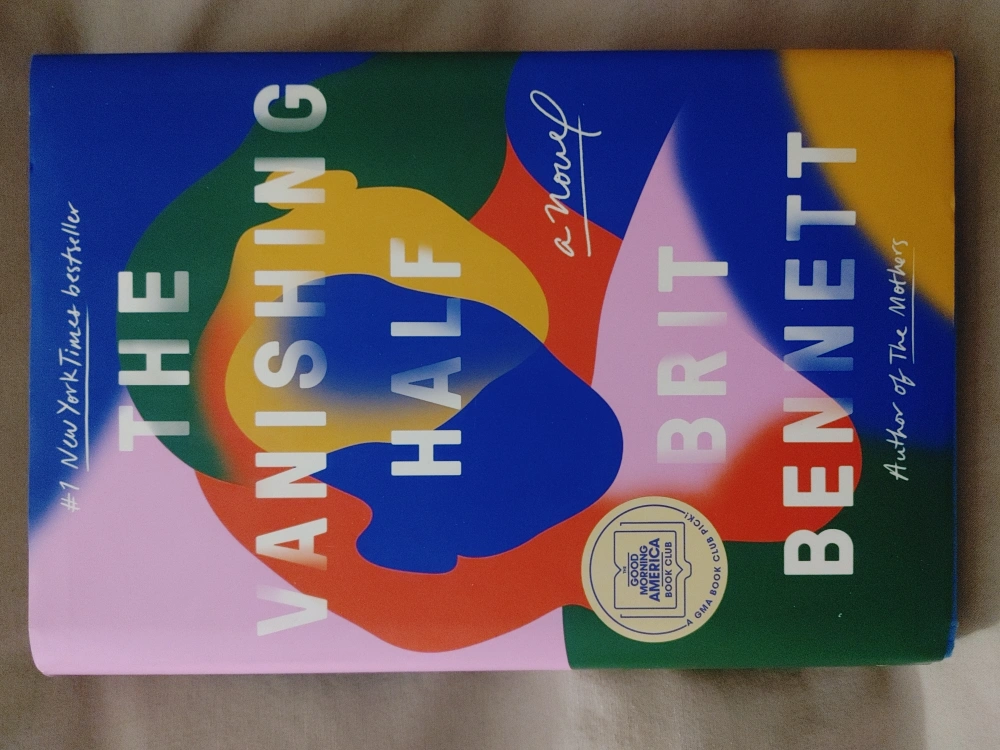 #1 New York Times bestseller
THE
VANISHING
HALF
a novel
BRIT
BENNETT
Author of The Mothers
THE
GOOD
MORNING
AMERICA
BOOK CLUB
A GMA BOOK CLUB PICK!